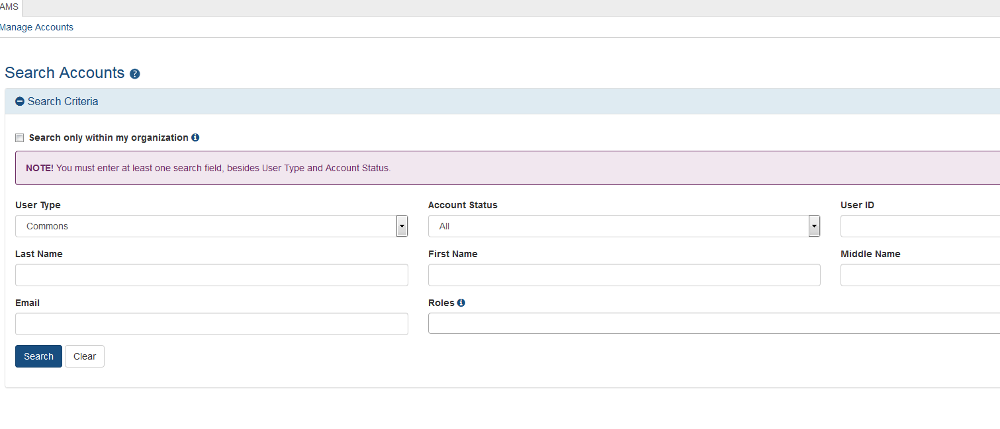 AMS
Manage Accounts
Search Accounts ?
Search Criteria
Search only within my organization
NOTE! You must enter at least one search field, besides User Type and Account Status.
User Type Account Status User ID
Commons All
Last Name First Name Middle Name
Email Roles
Search Clear